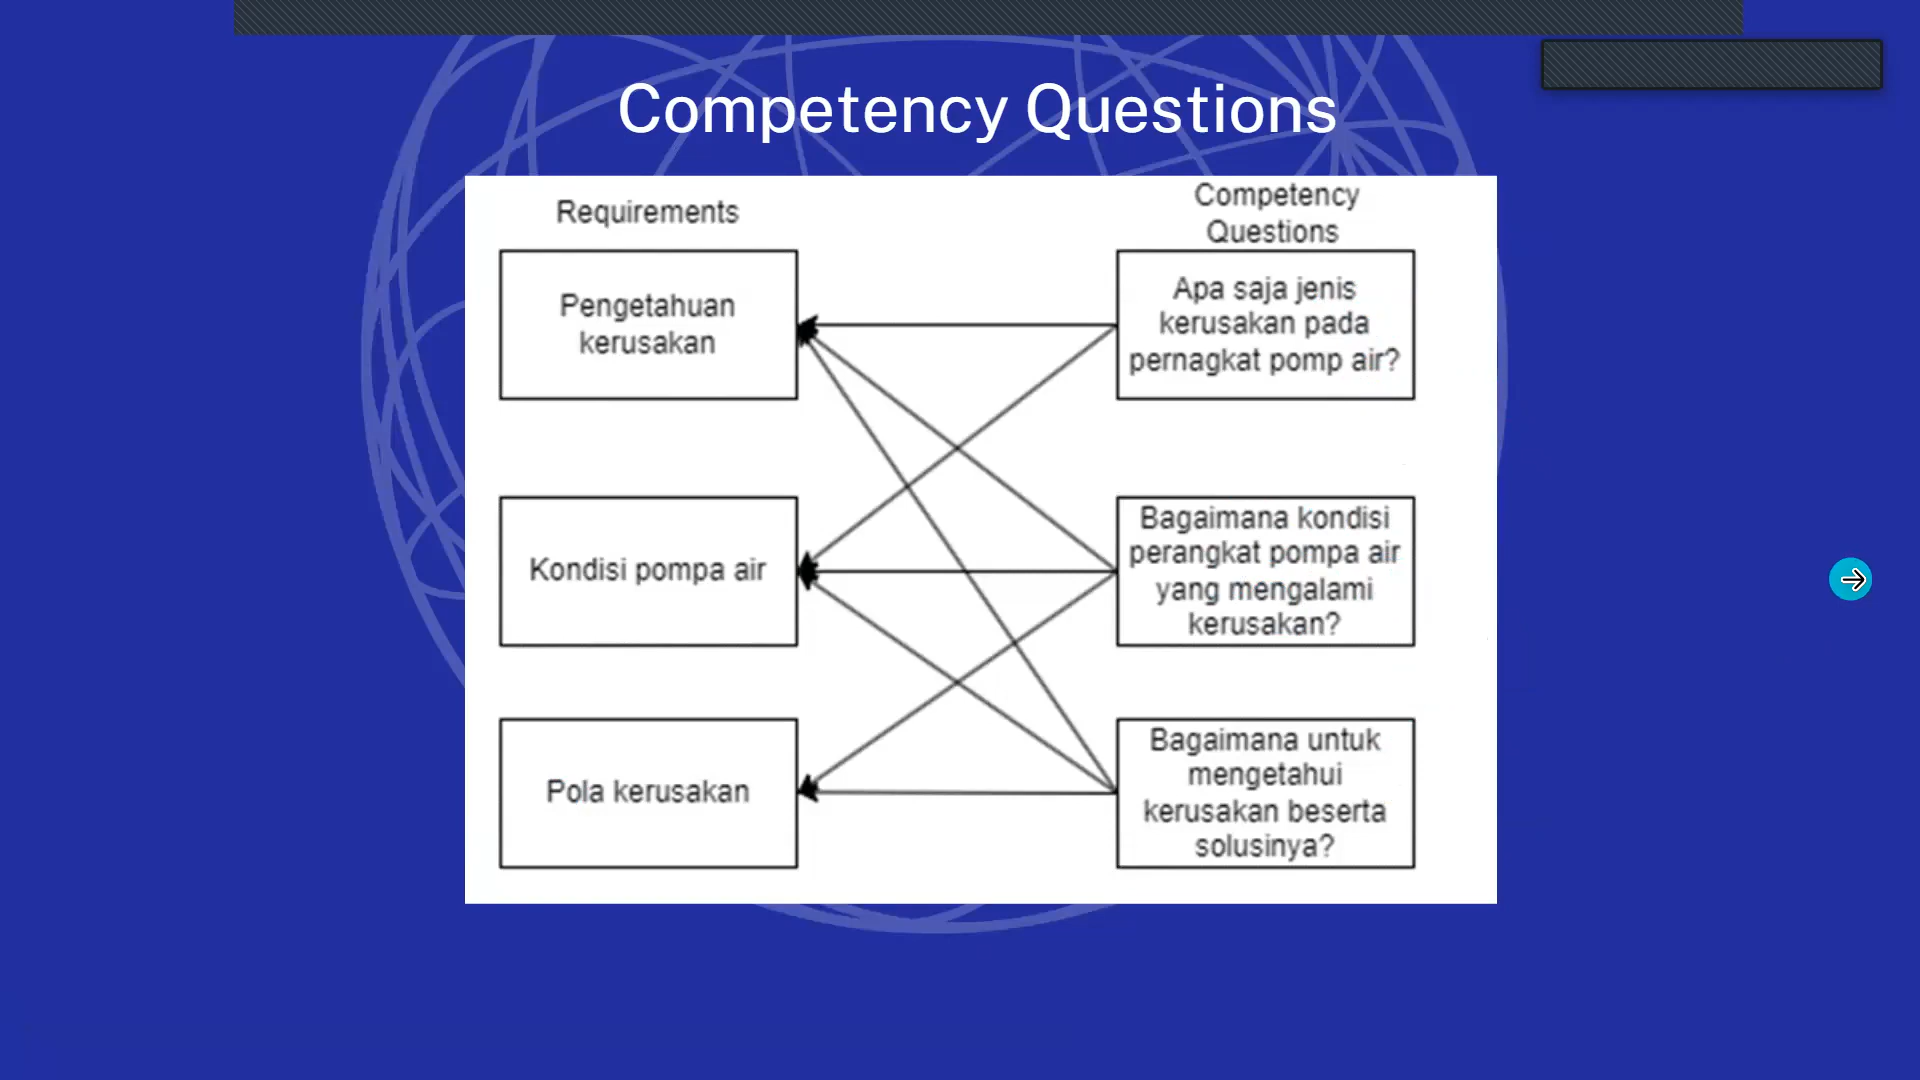 Competency Questions
Requirements
Competency
Questions
Pengetahuan
kerusakan
Apa saja jenis
kerusakan pada
pernagkat pomp air?
Kondisi pompa air
Bagaimana kondisi
perangkat pompa air
yang mengalami
kerusakan?
Pola kerusakan
Bagaimana untuk
mengetahui
kerusakan beserta
solusinya?